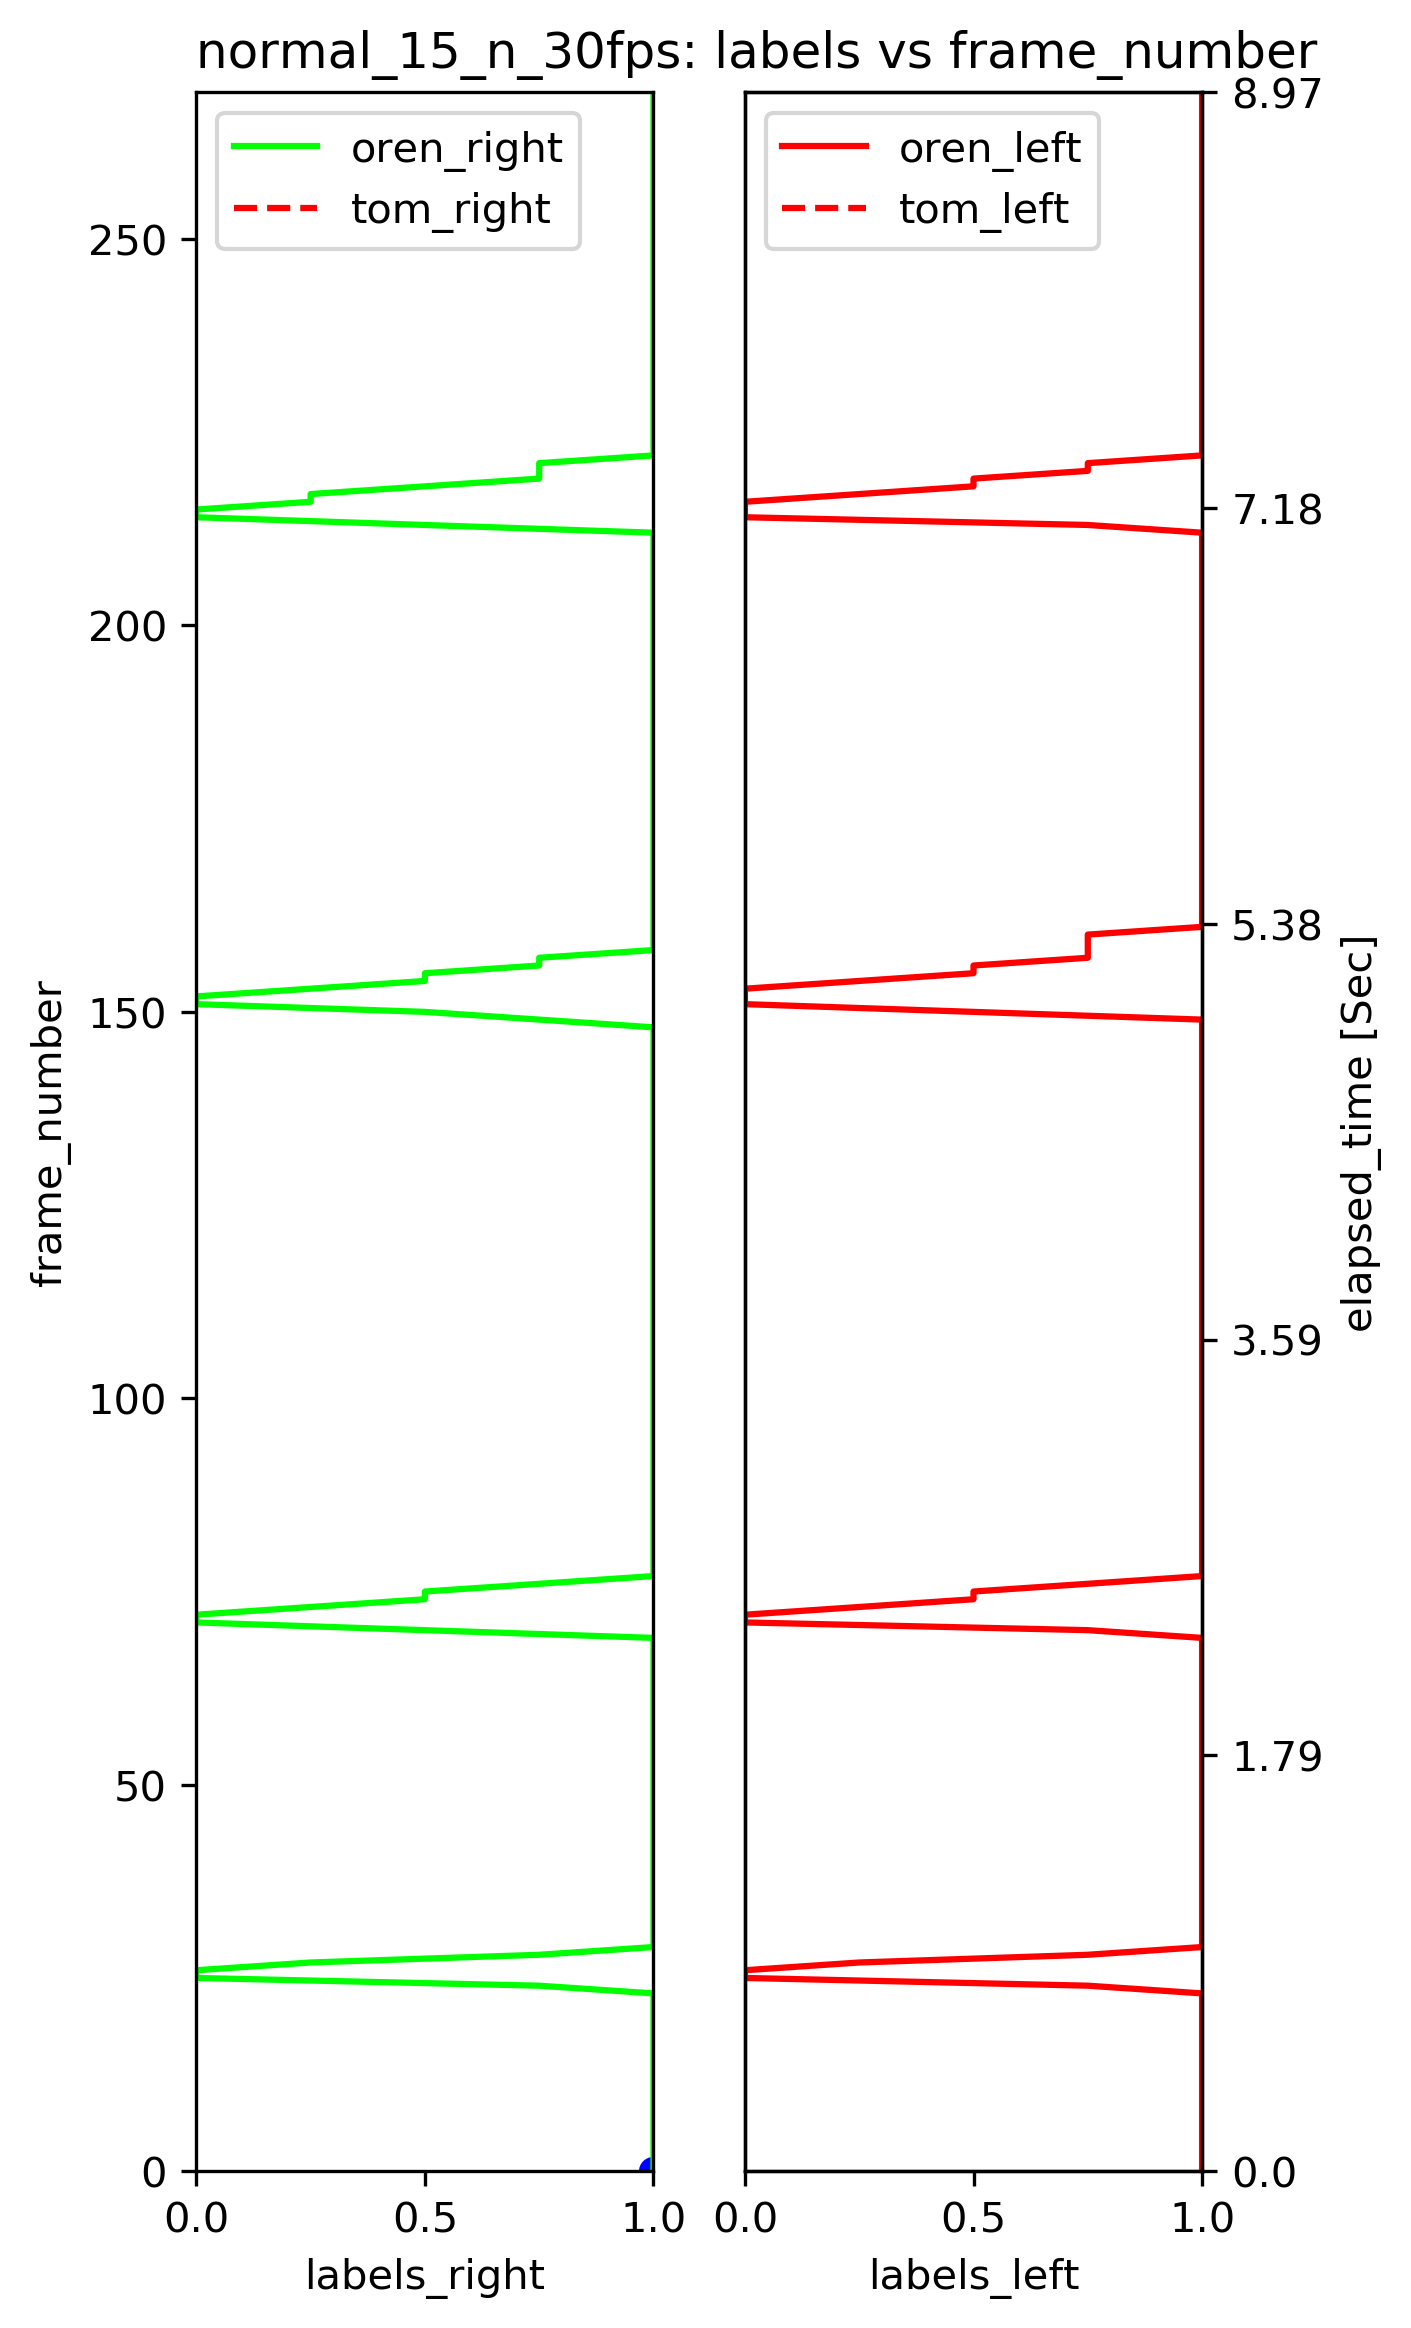 normal_15_n_30fps: labels vs frame_number
oren_right
tom_right
oren_left
tom_left
250
200
150
100
50
0
frame_number
0.0 0.5 1.0
labels_right
0.0 0.5 1.0
labels_left
8.97
7.18
5.38
3.59
1.79
0.0
elapsed_time [Sec]